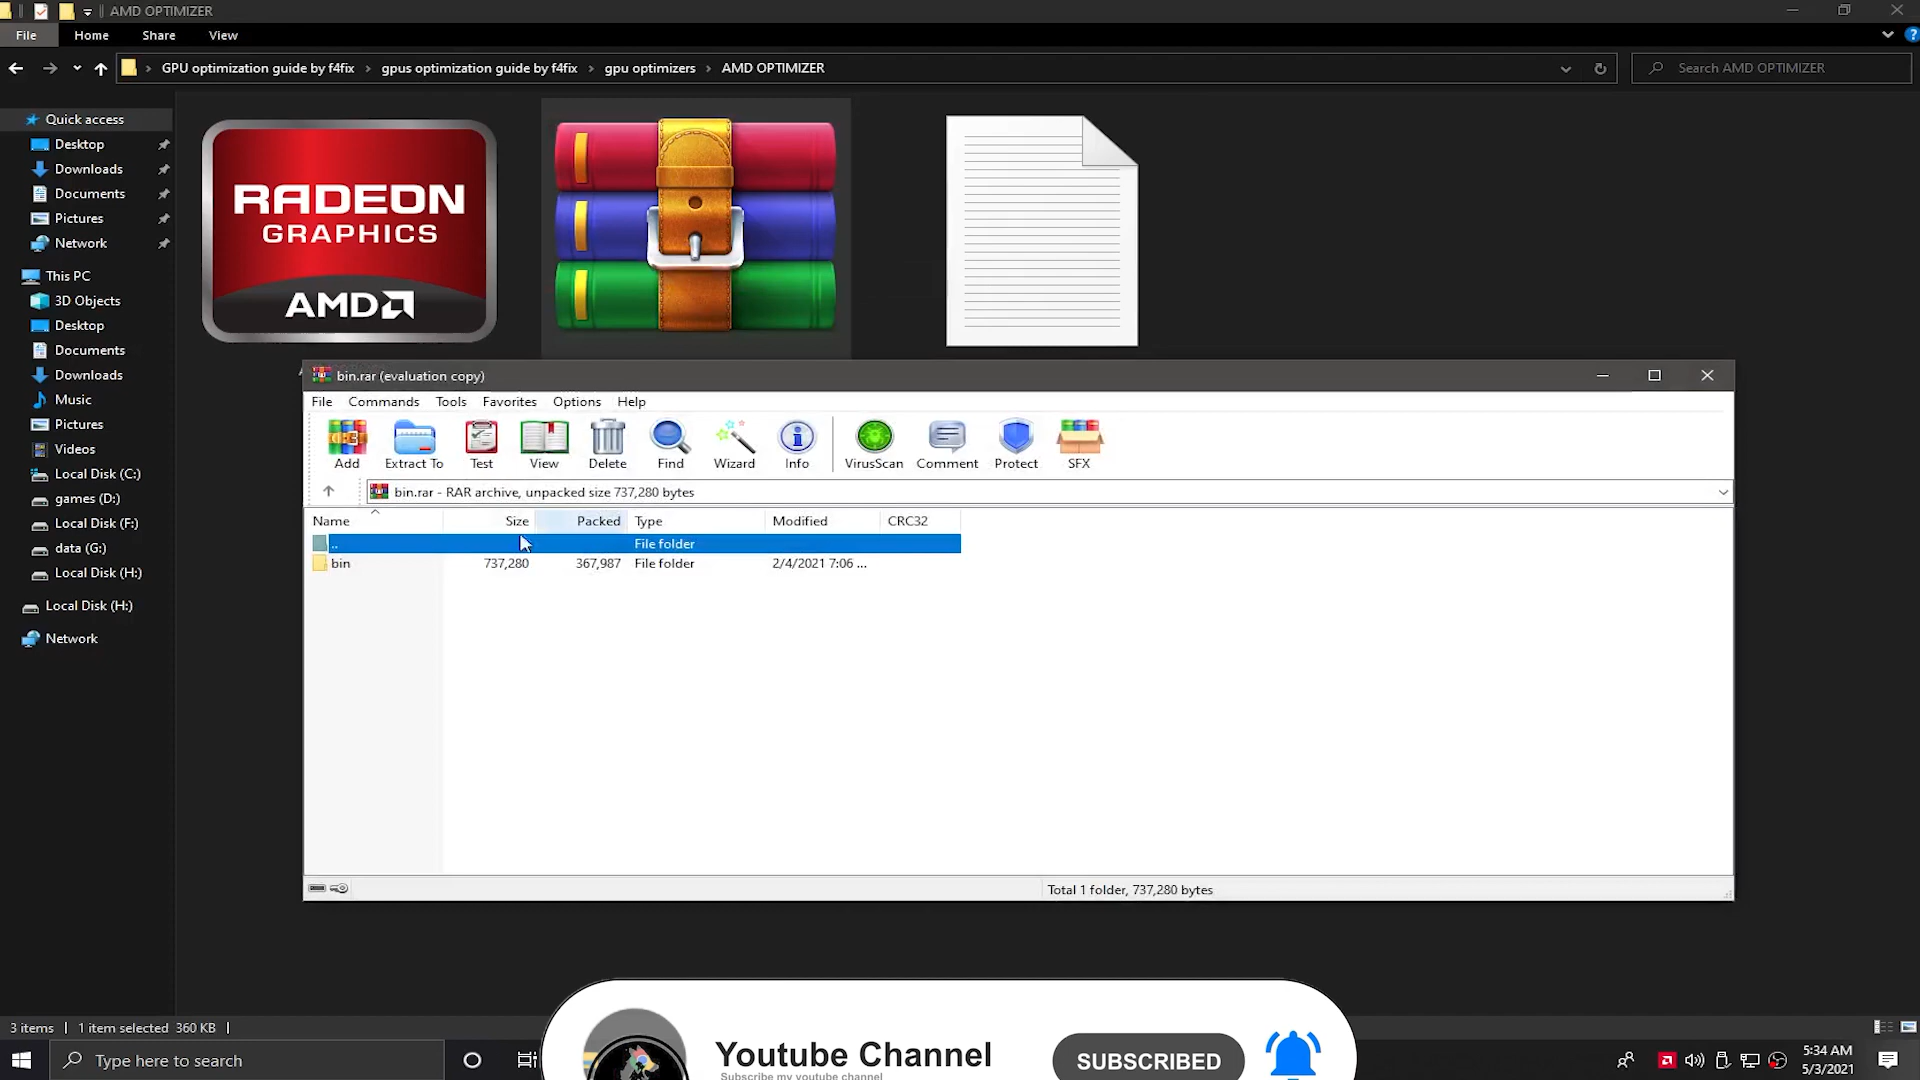 AMD OPTIMIZER
File Home Share View
GPU optimization guide by f4fix > gpus optimization guide by f4fix > gpu optimizers > AMD OPTIMIZER
Search AMD OPTIMIZER
Quick access
Desktop
Downloads
Documents
Pictures
Network
This PC
3D Objects
Desktop
Documents
Downloads
Music
Pictures
Videos
Local Disk (C:)
games (D:)
Local Disk (F:)
data (G:)
Local Disk (H:)
Local Disk (H:)
Network
RADEON
GRAPHICS
AMD
bin.rar (evaluation copy)
File Commands Tools Favorites Options Help
Add Extract To Test View Delete Find Wizard Info VirusScan Comment Protect SFX
bin.rar - RAR archive, unpacked size 737,280 bytes
Name Size Packed Type Modified CRC32
.. File folder
bin 737,280 367,987 File folder 2/4/2021 7:06 ...
Total 1 folder, 737,280 bytes
3 items 1 item selected 360 KB
Type here to search
Youtube Channel
Subscribe my youtube channel
SUBSCRIBED
5:34 AM
5/3/2021